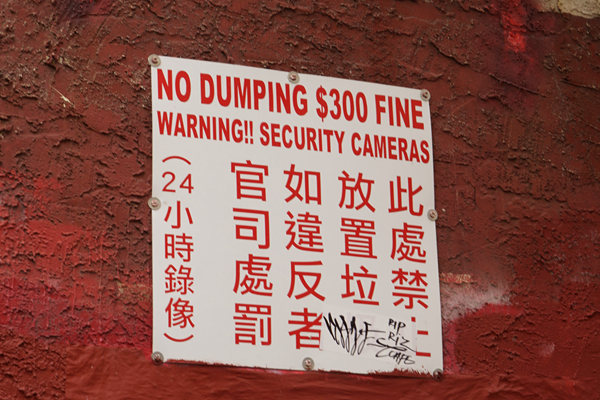 NO DUMPING $300 FINE
WARNING!! SECURITY CAMERAS
此處禁止
放置垃
如違反者
官司處罰
（24小時錄像）